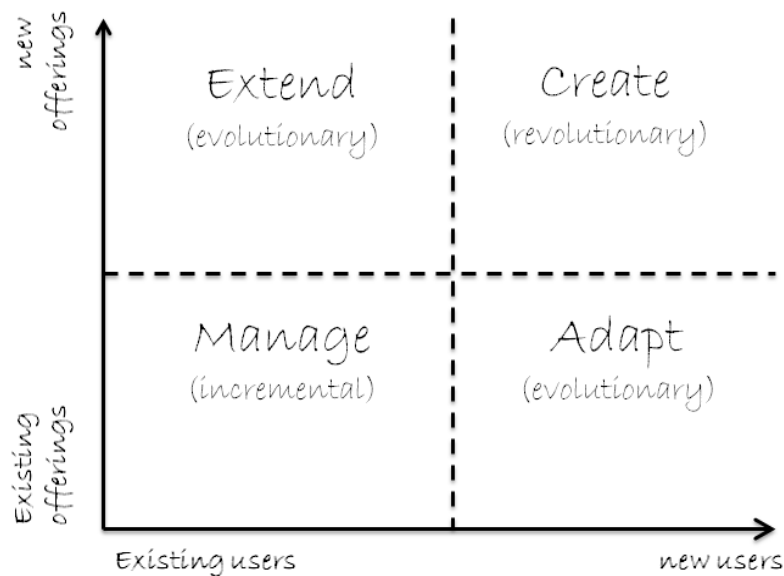 new
offerings
Extend
(evolutionary)
Create
(revolutionary)
Manage
(incremental)
Adapt
(evolutionary)
Existing
offerings
Existing users
new users